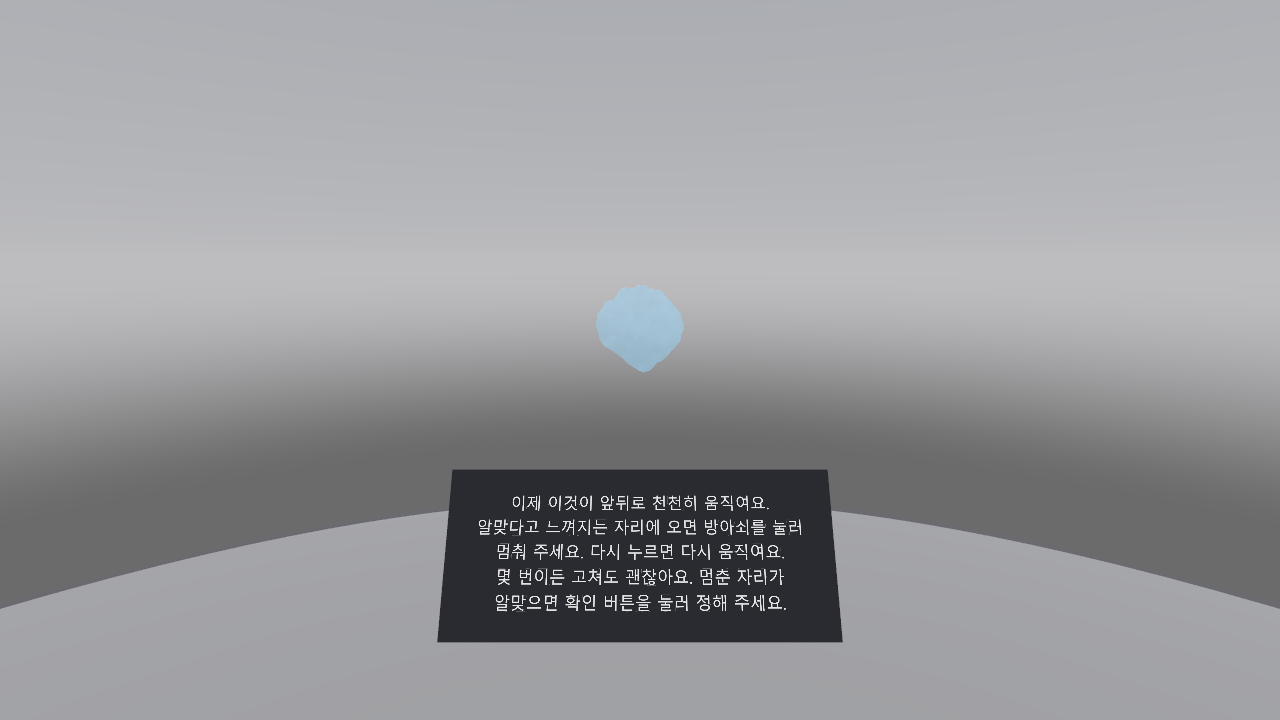 이제 이것이 앞뒤로 천천히 움직여요.
알맞다고 느껴지는 자리에 오면 방아쇠를 눌러
멈춰 주세요. 다시 누르면 다시 움직여요.
몇 번이든 고쳐도 괜찮아요. 멈춘 자리가
알맞으면 확인 버튼을 눌러 정해 주세요.